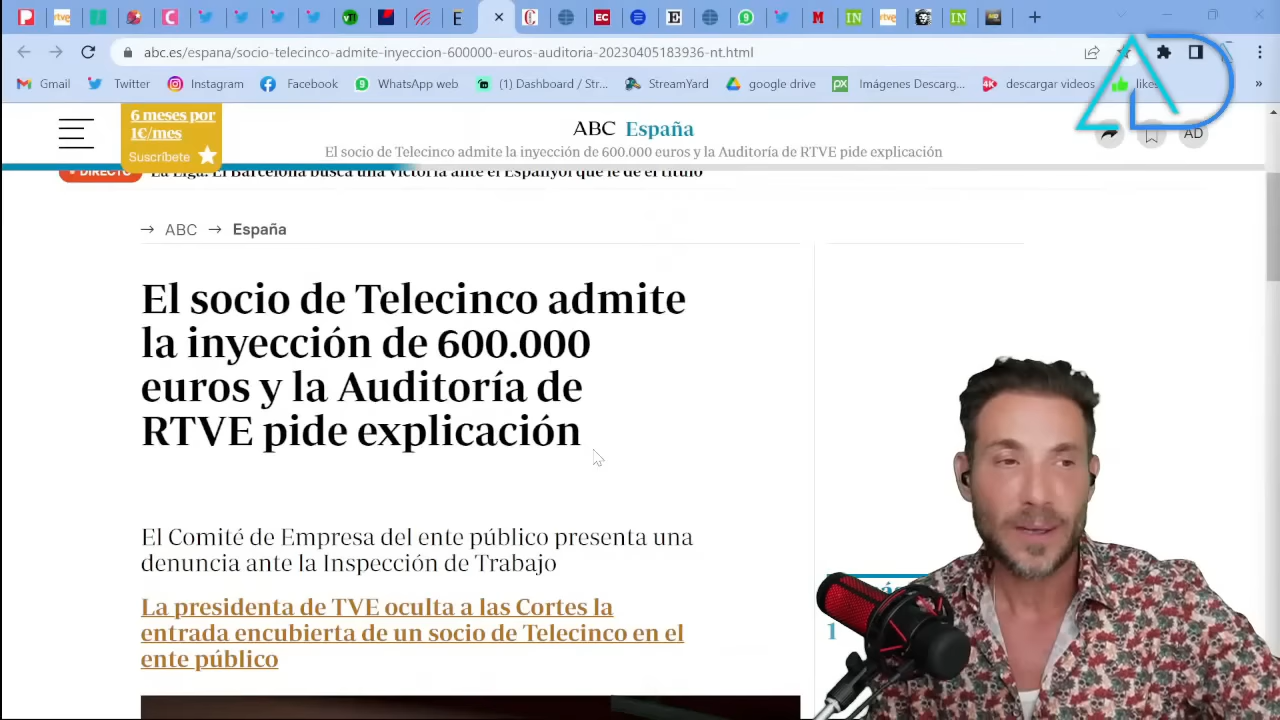 abc.es/espana/socio-telecinco-admite-inyeccion-600000-euros-auditoria-20230405183936-nt.html
Gmail Twitter Instagram Facebook WhatsApp web (1) Dashboard / Str... StreamYard google drive Imágenes Descarg... descargar videos likes »
6 meses por
1€/mes
Suscríbete
ABC España
El socio de Telecinco admite la inyección de 600.000 euros y la Auditoría de RTVE pide explicación
AD
DIRECTO La Liga: El Barcelona busca una victoria ante el Espanyol que le dé el título
→ ABC → España
El socio de Telecinco admite
la inyección de 600.000
euros y la Auditoría de
RTVE pide explicación
El Comité de Empresa del ente público presenta una
denuncia ante la Inspección de Trabajo
La presidenta de TVE oculta a las Cortes la
entrada encubierta de un socio de Telecinco en el
ente público
1